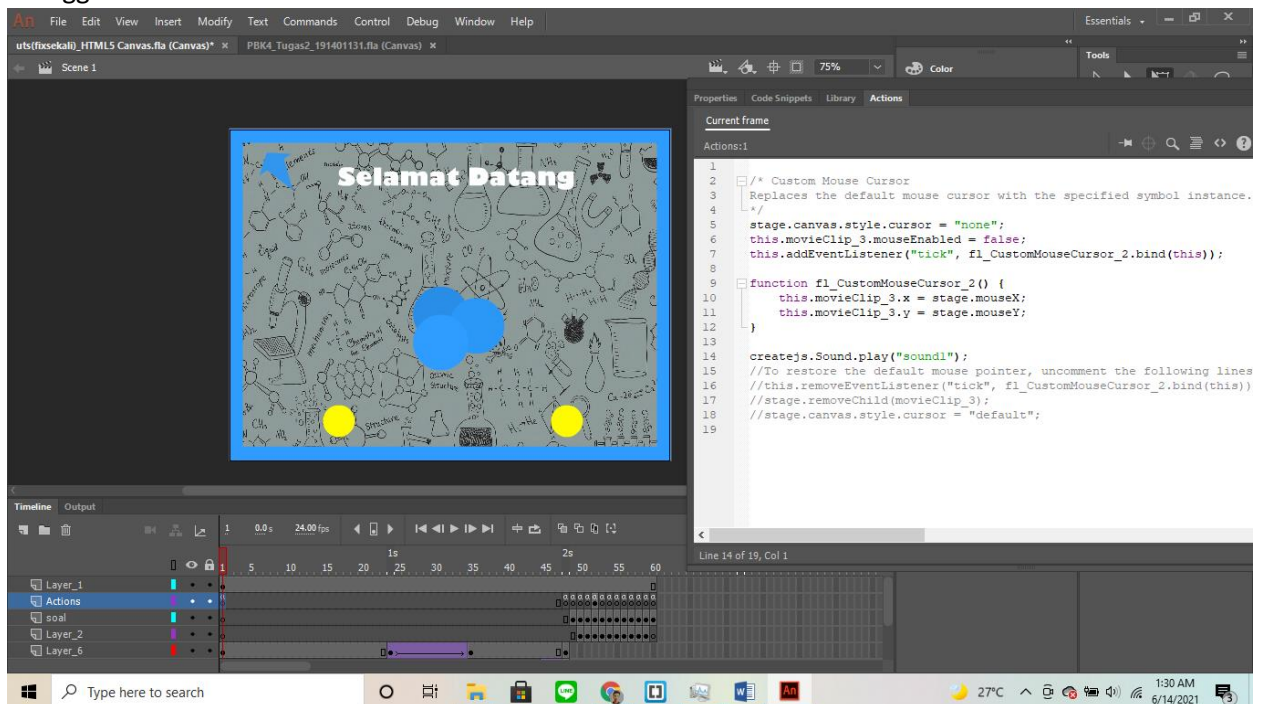 An File Edit View Insert Modify Text Commands Control Debug Window Help Essentials
uts(fixsekali)_HTML5 Canvas.fla (Canvas)* × PBK4_Tugas2_191401131.fla (Canvas) ×
Scene 1 75% Color Tools
Properties Code Snippets Library Actions
Current frame
Actions:1
1
2 /* Custom Mouse Cursor
3 Replaces the default mouse cursor with the specified symbol instance.
4 */
5 stage.canvas.style.cursor = "none";
6 this.movieClip_3.mouseEnabled = false;
7 this.addEventListener("tick", fl_CustomMouseCursor_2.bind(this));
8
9 function fl_CustomMouseCursor_2() {
10 this.movieClip_3.x = stage.mouseX;
11 this.movieClip_3.y = stage.mouseY;
12 }
13
14 createjs.Sound.play("sound1");
15 //To restore the default mouse pointer, uncomment the following lines
16 //this.removeEventListener("tick", fl_CustomMouseCursor_2.bind(this))
17 //stage.removeChild(movieClip_3);
18 //stage.canvas.style.cursor = "default";
19
Line 14 of 19, Col 1
Selamat Datang
Structure
Timeline Output
1 0.0 s 24.00 fps
1s 2s
1 5 10 15 20 25 30 35 40 45 50 55 60
Layer_1
Actions
soal
Layer_2
Layer_6
Type here to search LINE W An 27°C 1:30 AM
6/14/2021 3